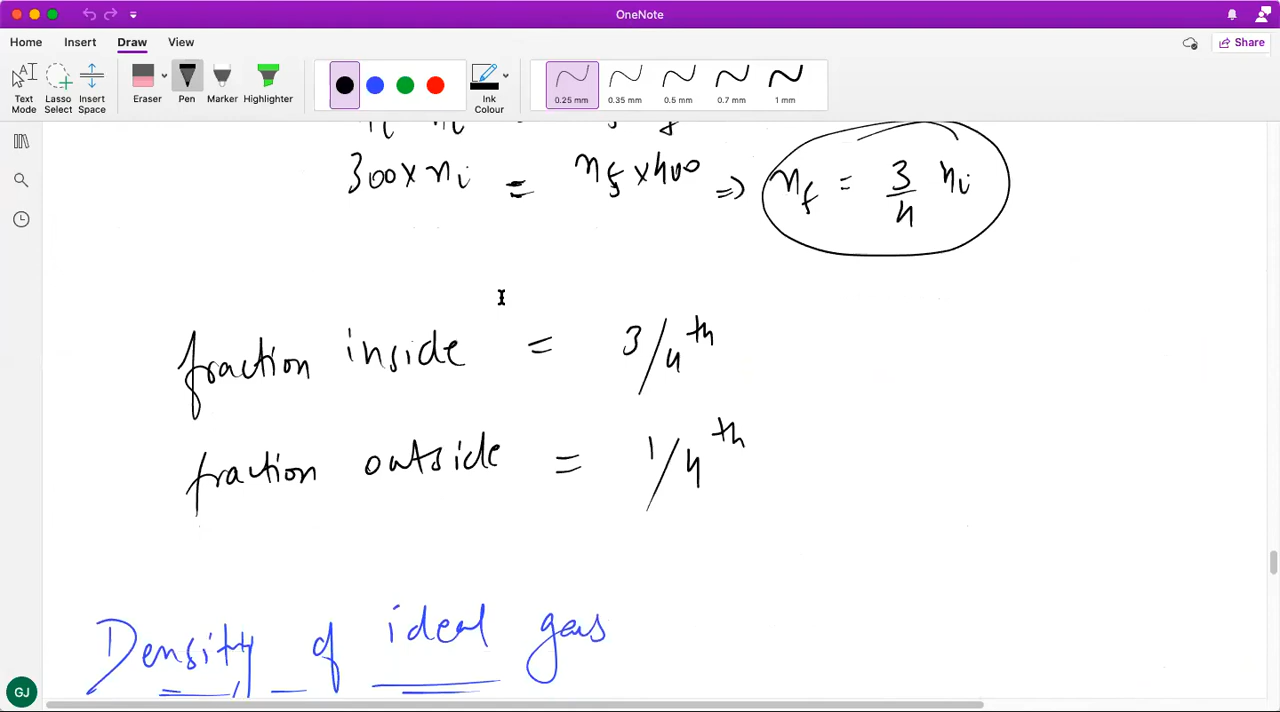 OneNote
Home Insert Draw View
Share
Text Mode
Lasso Select
Insert Space
Eraser
Pen
Marker
Highlighter
Ink Colour
0.25 mm
0.35 mm
0.5 mm
0.7 mm
1 mm
300 × ni = nf × 400 => nf = 3/4 ni
fraction inside = 3/4th
fraction outside = 1/4th
Density of ideal gas
GJ